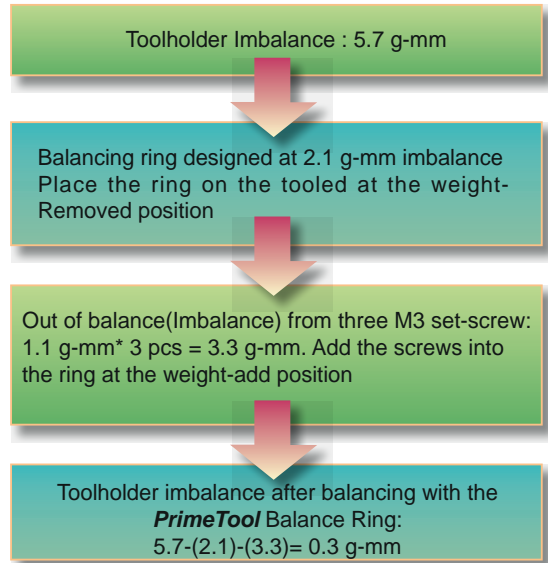 Toolholder Imbalance : 5.7 g-mm
Balancing ring designed at 2.1 g-mm imbalance
Place the ring on the tooled at the weight-
Removed position
Out of balance(Imbalance) from three M3 set-screw:
1.1 g-mm* 3 pcs = 3.3 g-mm. Add the screws into
the ring at the weight-add position
Toolholder imbalance after balancing with the
PrimeTool Balance Ring:
5.7-(2.1)-(3.3)= 0.3 g-mm